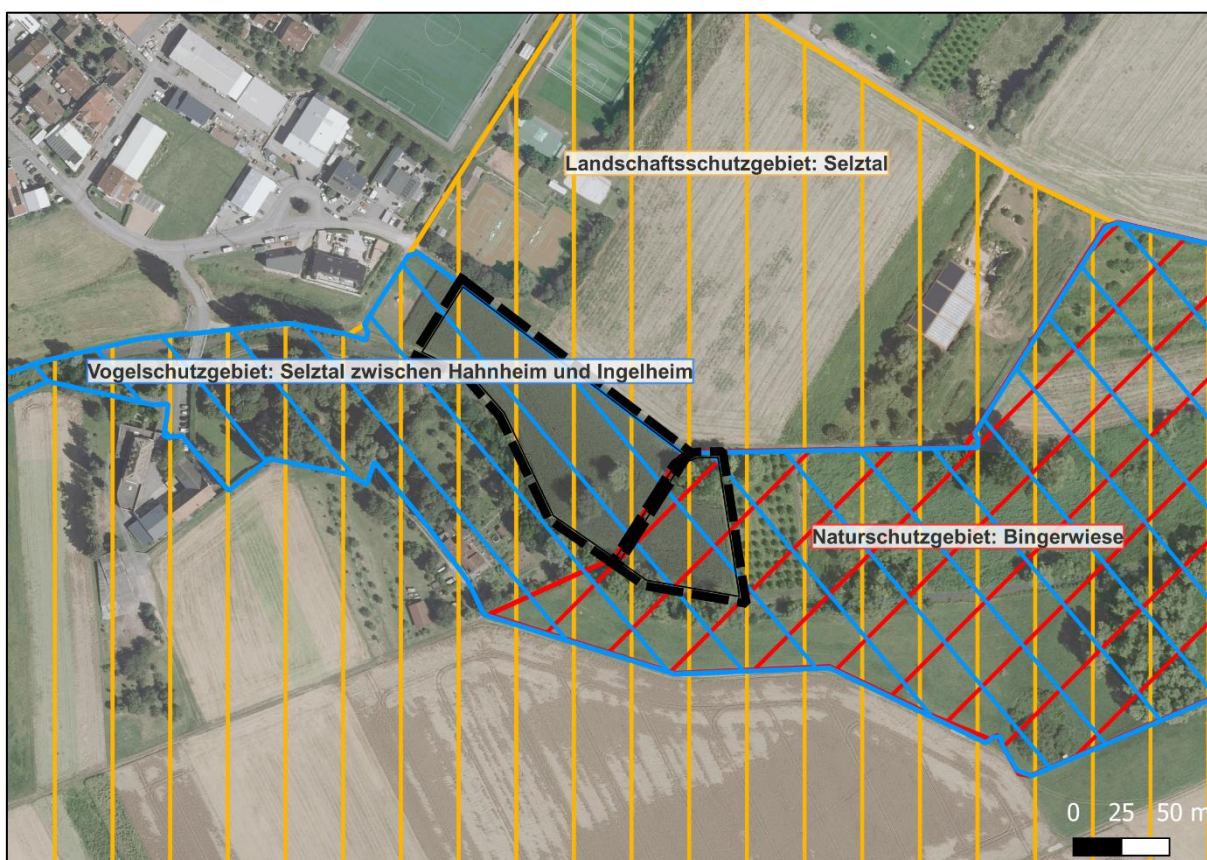 Landschaftsschutzgebiet: Selztal
Vogelschutzgebiet: Selztal zwischen Hahnheim und Ingelheim
Naturschutzgebiet: Bingerwiese
0 25 50 m